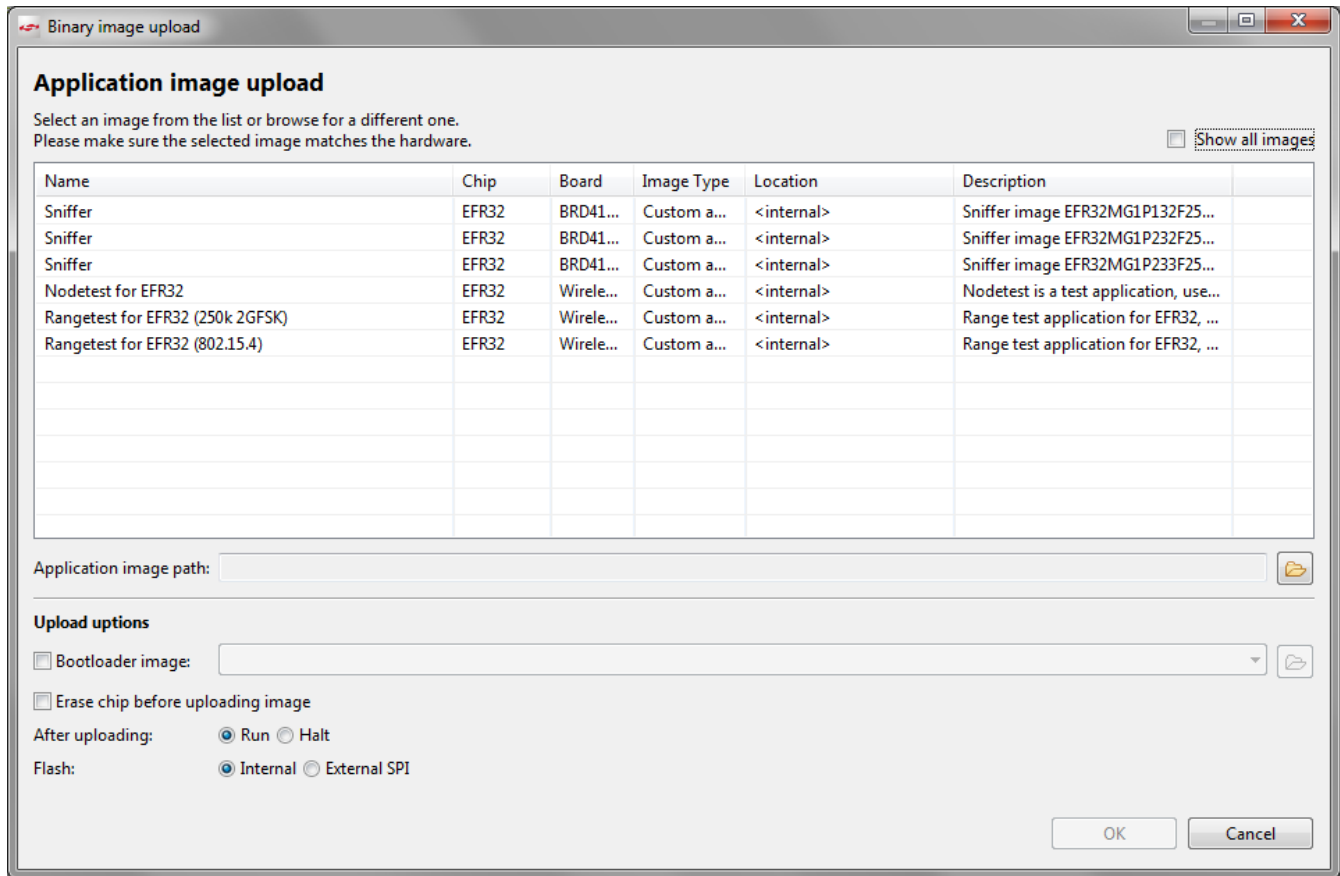 Binary image upload
Application image upload
Select an image from the list or browse for a different one.
Please make sure the selected image matches the hardware.
Show all images
Name Chip Board Image Type Location Description
Sniffer EFR32 BRD41... Custom a... <internal> Sniffer image EFR32MG1P132F25...
Sniffer EFR32 BRD41... Custom a... <internal> Sniffer image EFR32MG1P232F25...
Sniffer EFR32 BRD41... Custom a... <internal> Sniffer image EFR32MG1P233F25...
Nodetest for EFR32 EFR32 Wirele... Custom a... <internal> Nodetest is a test application, use...
Rangetest for EFR32 (250k 2GFSK) EFR32 Wirele... Custom a... <internal> Range test application for EFR32, ...
Rangetest for EFR32 (802.15.4) EFR32 Wirele... Custom a... <internal> Range test application for EFR32, ...
Application image path:
Upload uptions
Bootloader image:
Erase chip before uploading image
After uploading: Run Halt
Flash: Internal External SPI
OK Cancel